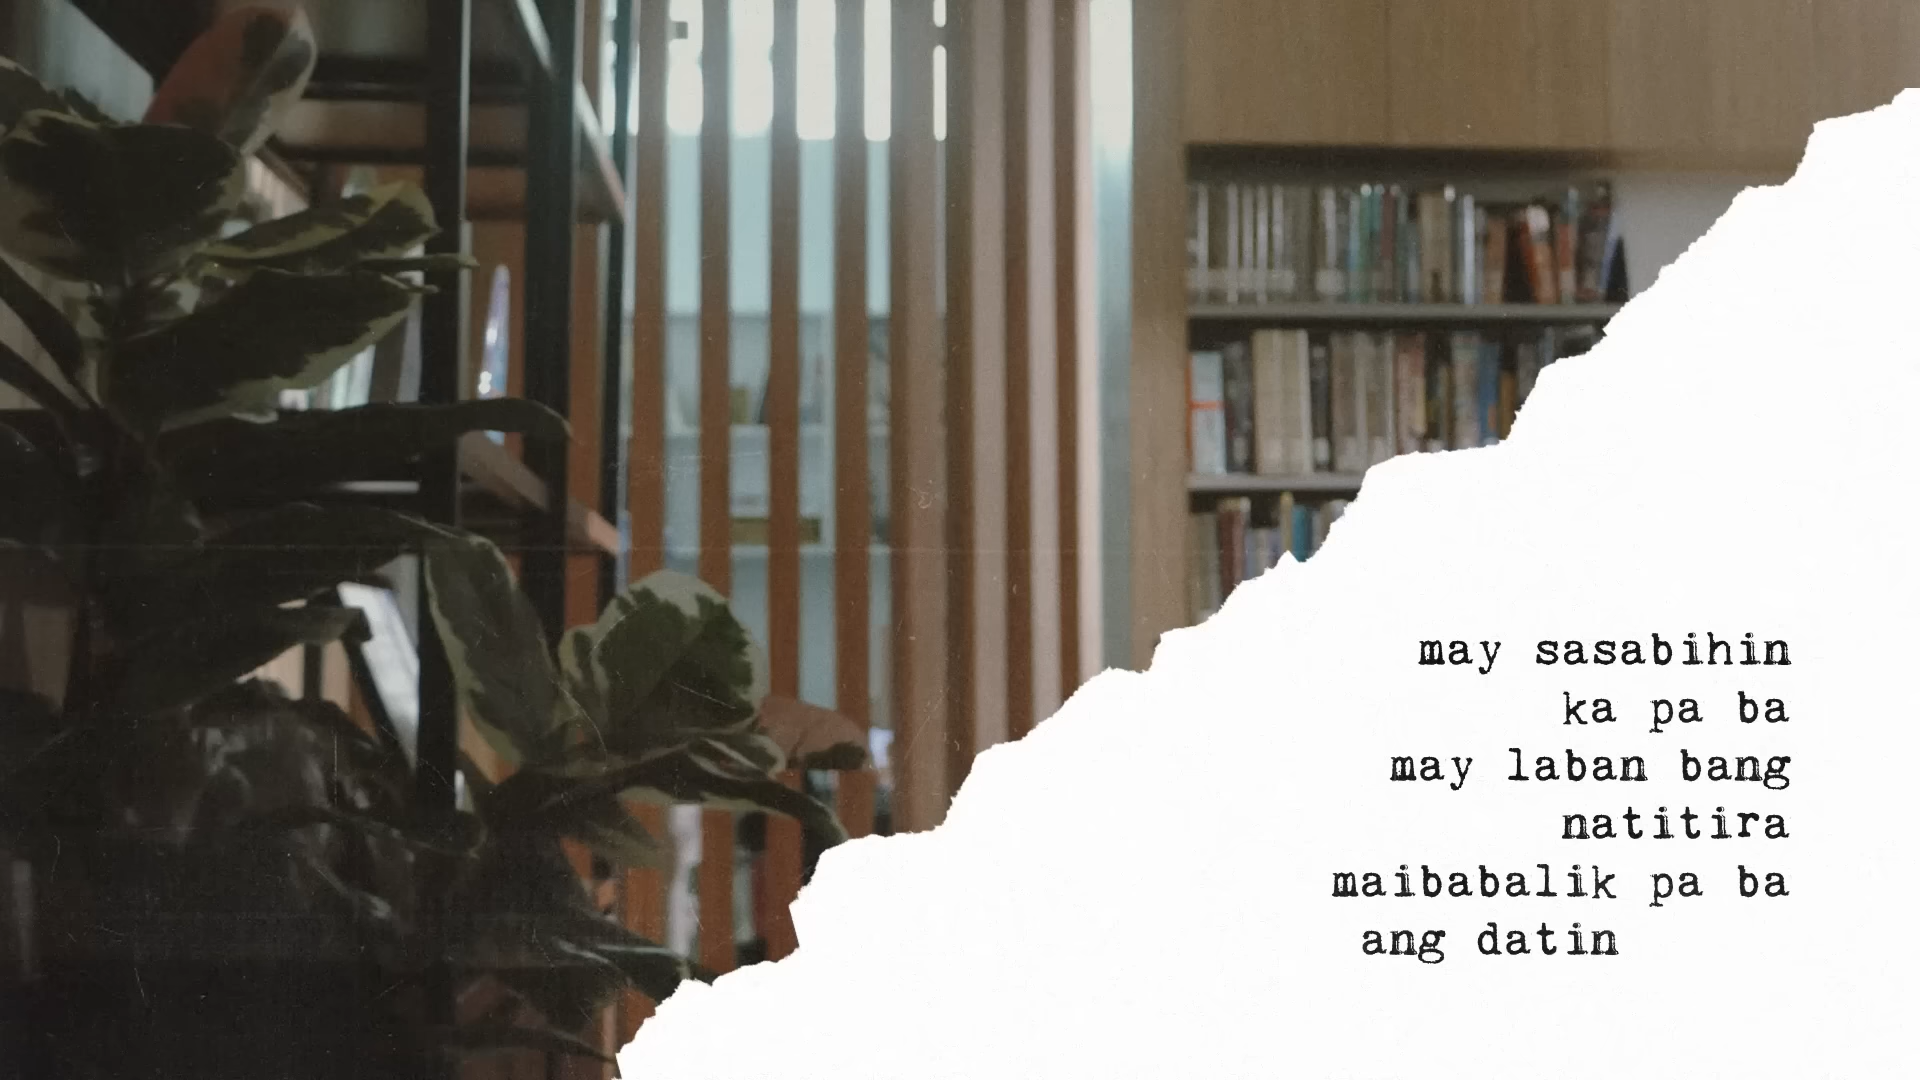 may sasabihin
ka pa ba
may laban bang
natitira
maibabalik pa ba
ang datin